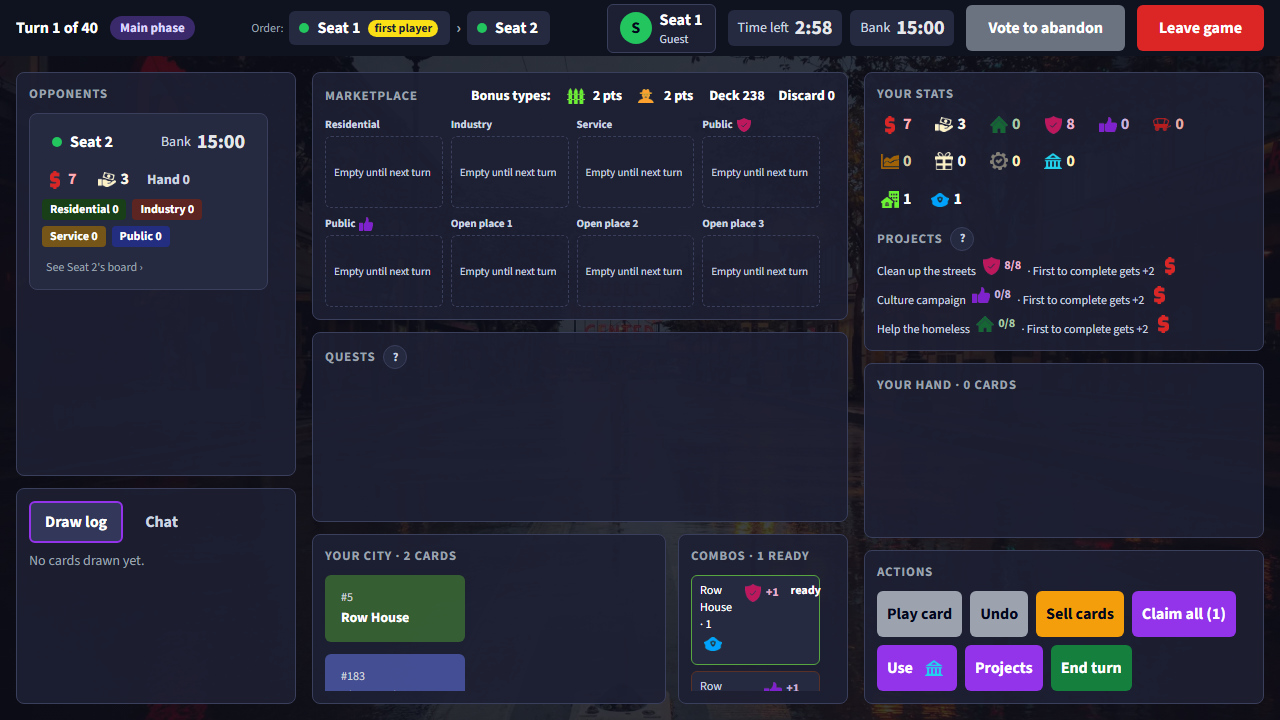 Turn 1 of 40
Main phase
Order:
Seat 1
first player
›
Seat 2
S
Seat 1
Guest
Time left 2:58
Bank 15:00
Vote to abandon
Leave game
OPPONENTS
Seat 2
Bank 15:00
7
3
Hand 0
Residential 0
Industry 0
Service 0
Public 0
See Seat 2's board ›
Draw log
Chat
No cards drawn yet.
MARKETPLACE
Bonus types:
2 pts
2 pts
Deck 238
Discard 0
Residential
Industry
Service
Public
Empty until next turn
Empty until next turn
Empty until next turn
Empty until next turn
Public
Open place 1
Open place 2
Open place 3
Empty until next turn
Empty until next turn
Empty until next turn
Empty until next turn
QUESTS
?
YOUR CITY · 2 CARDS
#5
Row House
#183
COMBOS · 1 READY
Row House · 1
+1
ready
Row
+1
YOUR STATS
7
3
0
8
0
0
0
0
0
0
1
1
PROJECTS
?
Clean up the streets 8/8 · First to complete gets +2
Culture campaign 0/8 · First to complete gets +2
Help the homeless 0/8 · First to complete gets +2
YOUR HAND · 0 CARDS
ACTIONS
Play card
Undo
Sell cards
Claim all (1)
Use
Projects
End turn